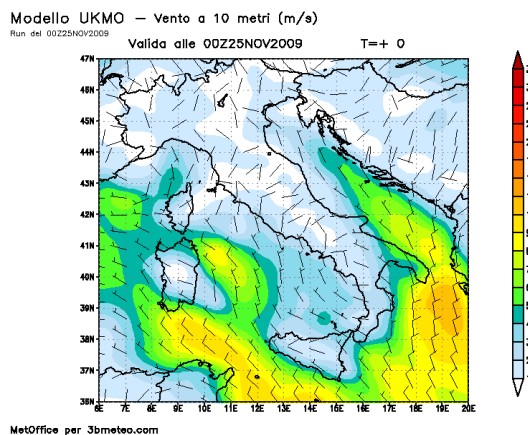 Modello UKMO – Vento a 10 metri (m/s)
Run del 00Z25NOV2009
Valida alle 00Z25NOV2009 T=+ 0
47N
46N
45N
44N
43N
42N
41N
40N
39N
38N
37N
36N
35N
6E 7E 8E 9E 10E 11E 12E 13E 14E 15E 16E 17E 18E 19E 20E
MetOffice per 3bmeteo.com